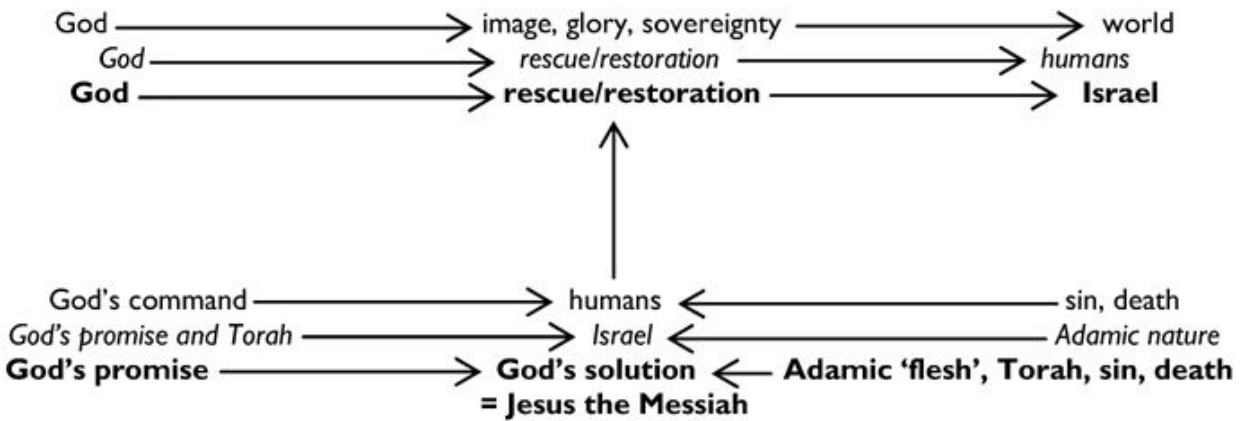 God image, glory, sovereignty world
God rescue/restoration humans
God rescue/restoration Israel
God's command humans sin, death
God's promise and Torah Israel Adamic nature
God's promise God's solution Adamic ‘flesh’, Torah, sin, death
= Jesus the Messiah